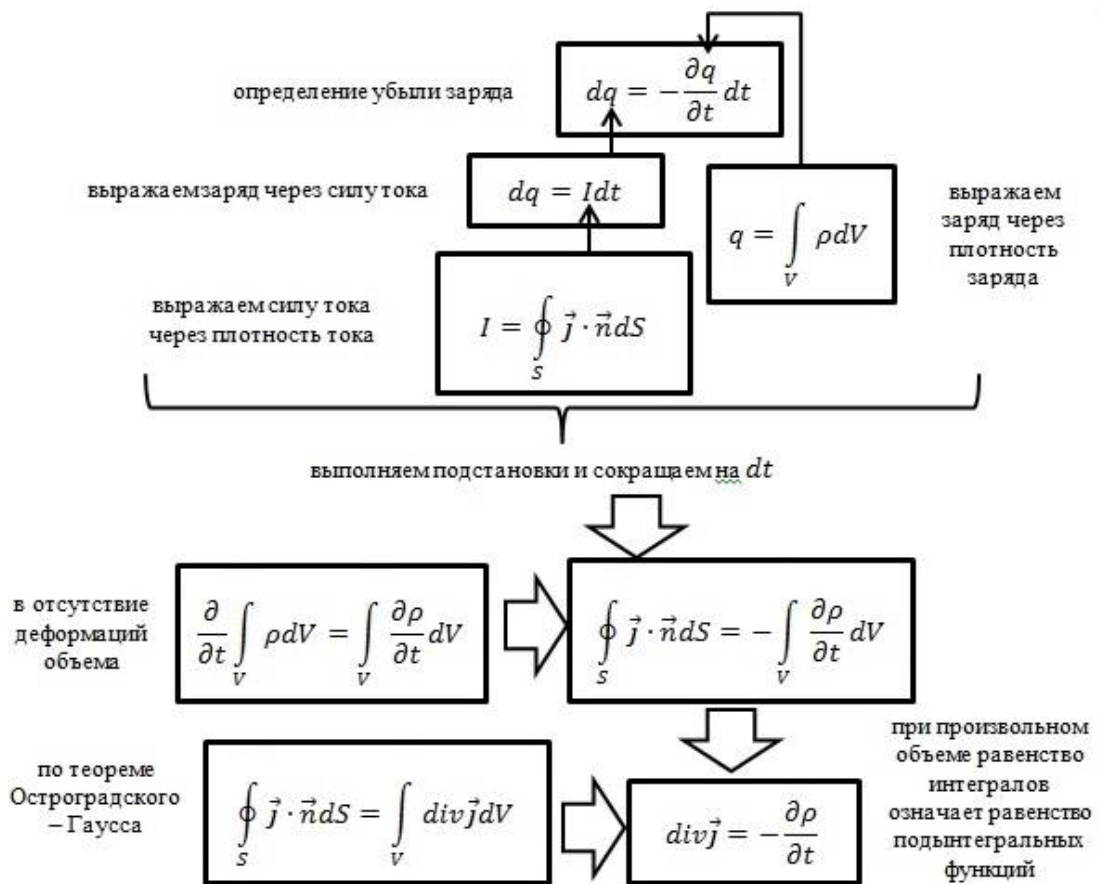 определение убыли заряда
dq = −∂q/∂t dt
выражаем заряд через силу тока
dq = Idt
q = ∫_V ρdV
выражаем
заряд через
плотность
заряда
выражаем силу тока
через плотность тока
I = ∮_S j⃗ · n⃗dS
выполняем подстановки и сокращаем на dt
в отсутствие
деформаций
объема
∂/∂t ∫_V ρdV = ∫_V ∂ρ/∂t dV
∮_S j⃗ · n⃗dS = −∫_V ∂ρ/∂t dV
по теореме
Остроградского
– Гаусса
∮_S j⃗ · n⃗dS = ∫_V divj⃗dV
divj⃗ = −∂ρ/∂t
при произвольном
объеме равенство
интегралов
означает равенство
подынтегральных
функций